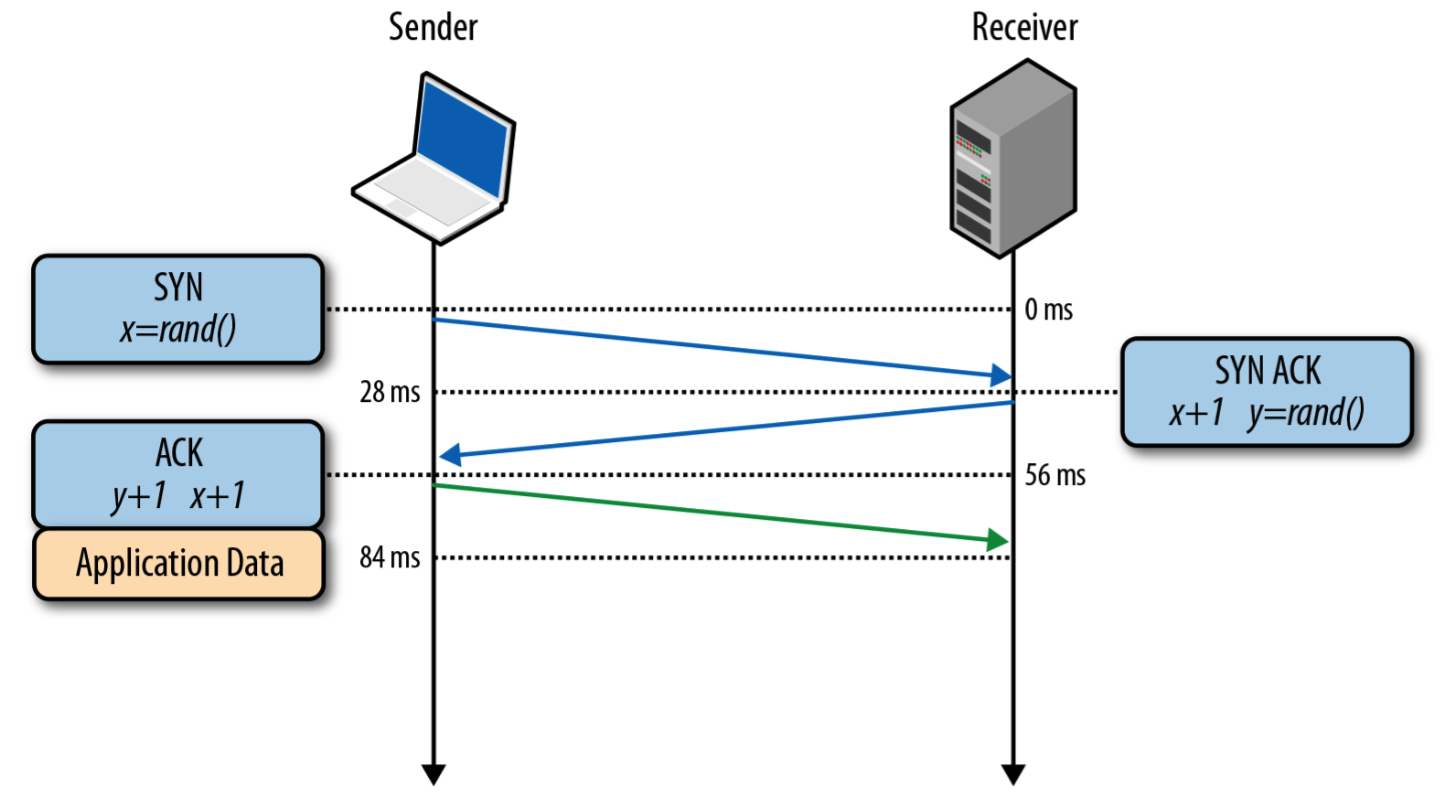 Sender
Receiver
SYN
x=rand()
0 ms
28 ms
SYN ACK
x+1 y=rand()
ACK
y+1 x+1
56 ms
Application Data
84 ms